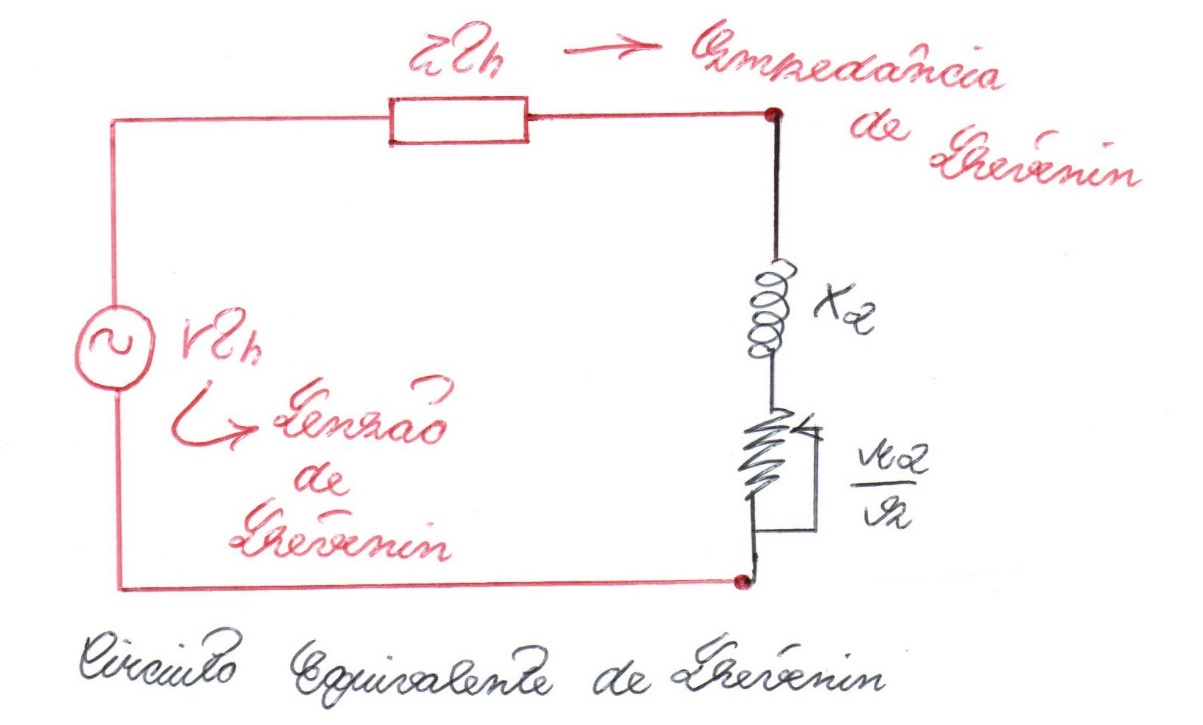 zTh → Impedância
de
Thévenin
X2
VTh
Tensão
de
Thévenin
r2
s
Circuito Equivalente de Thévenin